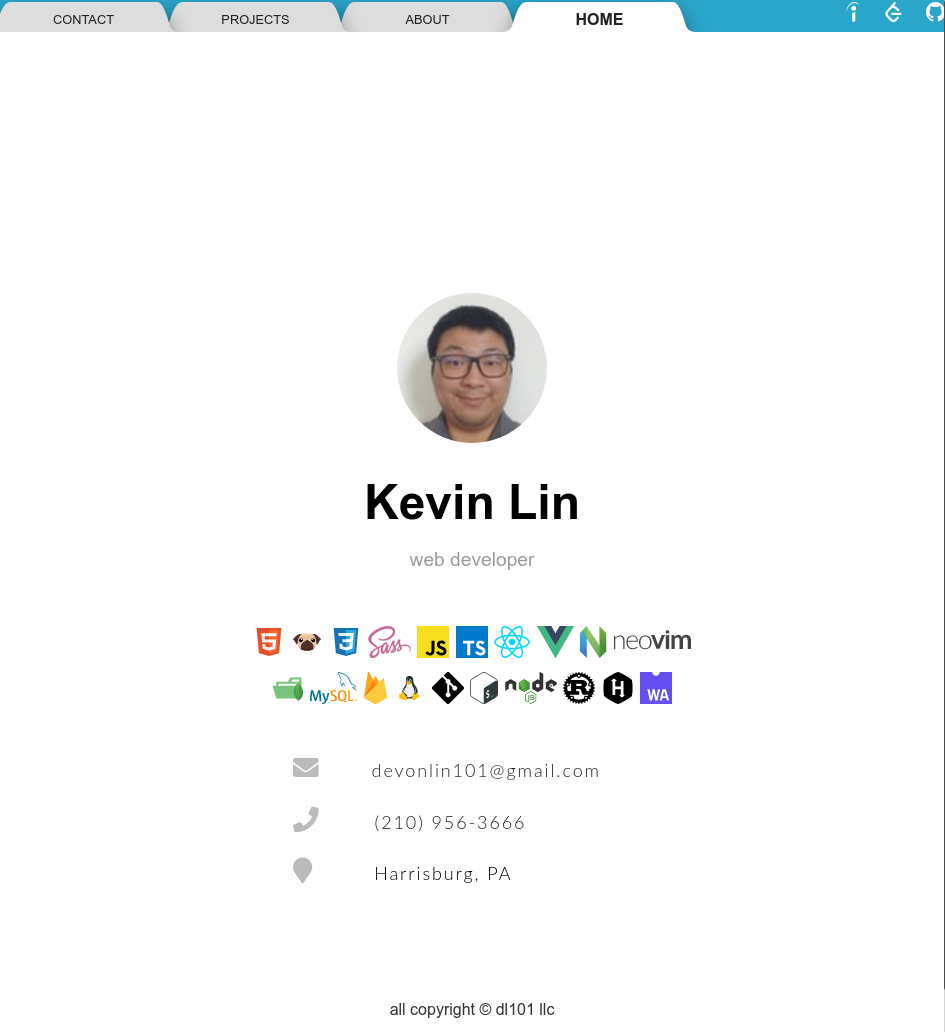 CONTACT PROJECTS ABOUT HOME
Kevin Lin
web developer
5 3 Sass JS TS neovim
MySQL $ node JS R H WA
devonlin101@gmail.com
(210) 956-3666
Harrisburg, PA
all copyright © dl101 llc